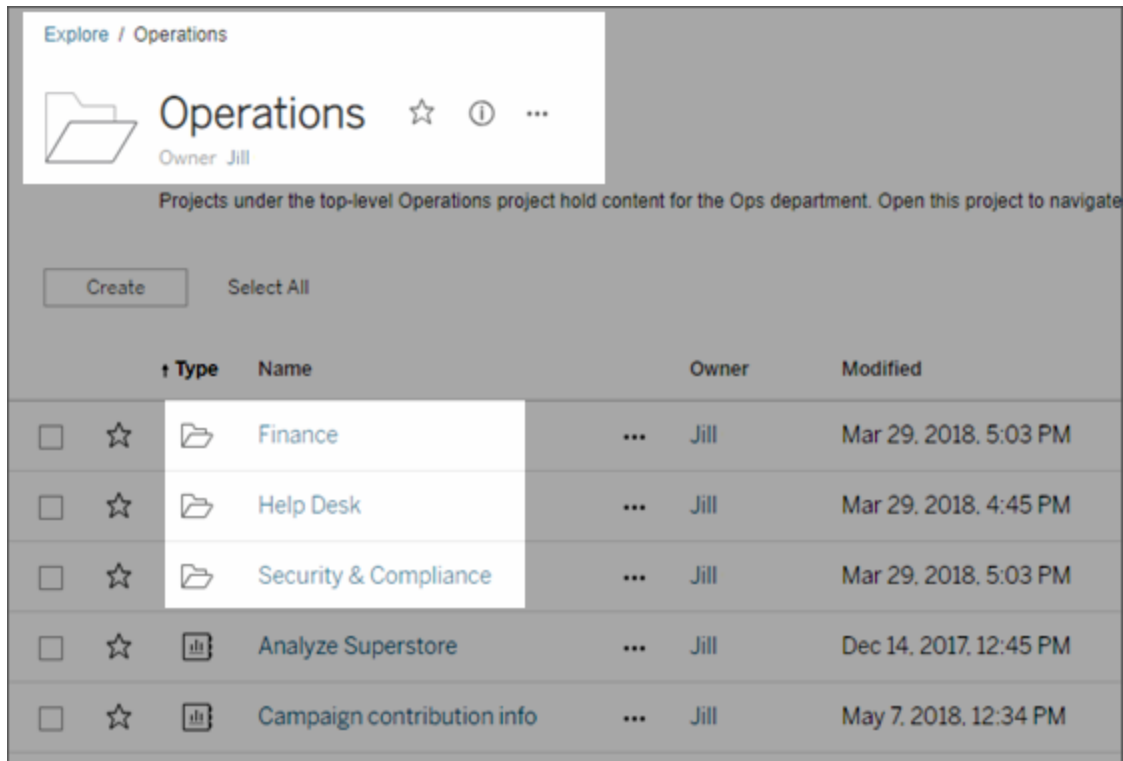 Explore / Operations
Operations
Owner Jill
Projects under the top-level Operations project hold content for the Ops department. Open this project to navigate
Create Select All
↑ Type Name Owner Modified
Finance ... Jill Mar 29, 2018, 5:03 PM
Help Desk ... Jill Mar 29, 2018, 4:45 PM
Security & Compliance ... Jill Mar 29, 2018, 5:03 PM
Analyze Superstore ... Jill Dec 14, 2017, 12:45 PM
Campaign contribution info ... Jill May 7, 2018, 12:34 PM